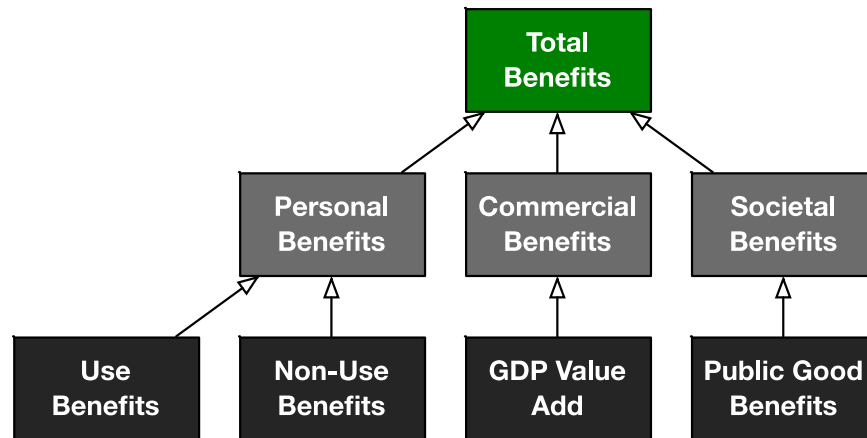 Total
Benefits
Personal
Benefits
Commercial
Benefits
Societal
Benefits
Use
Benefits
Non-Use
Benefits
GDP Value
Add
Public Good
Benefits